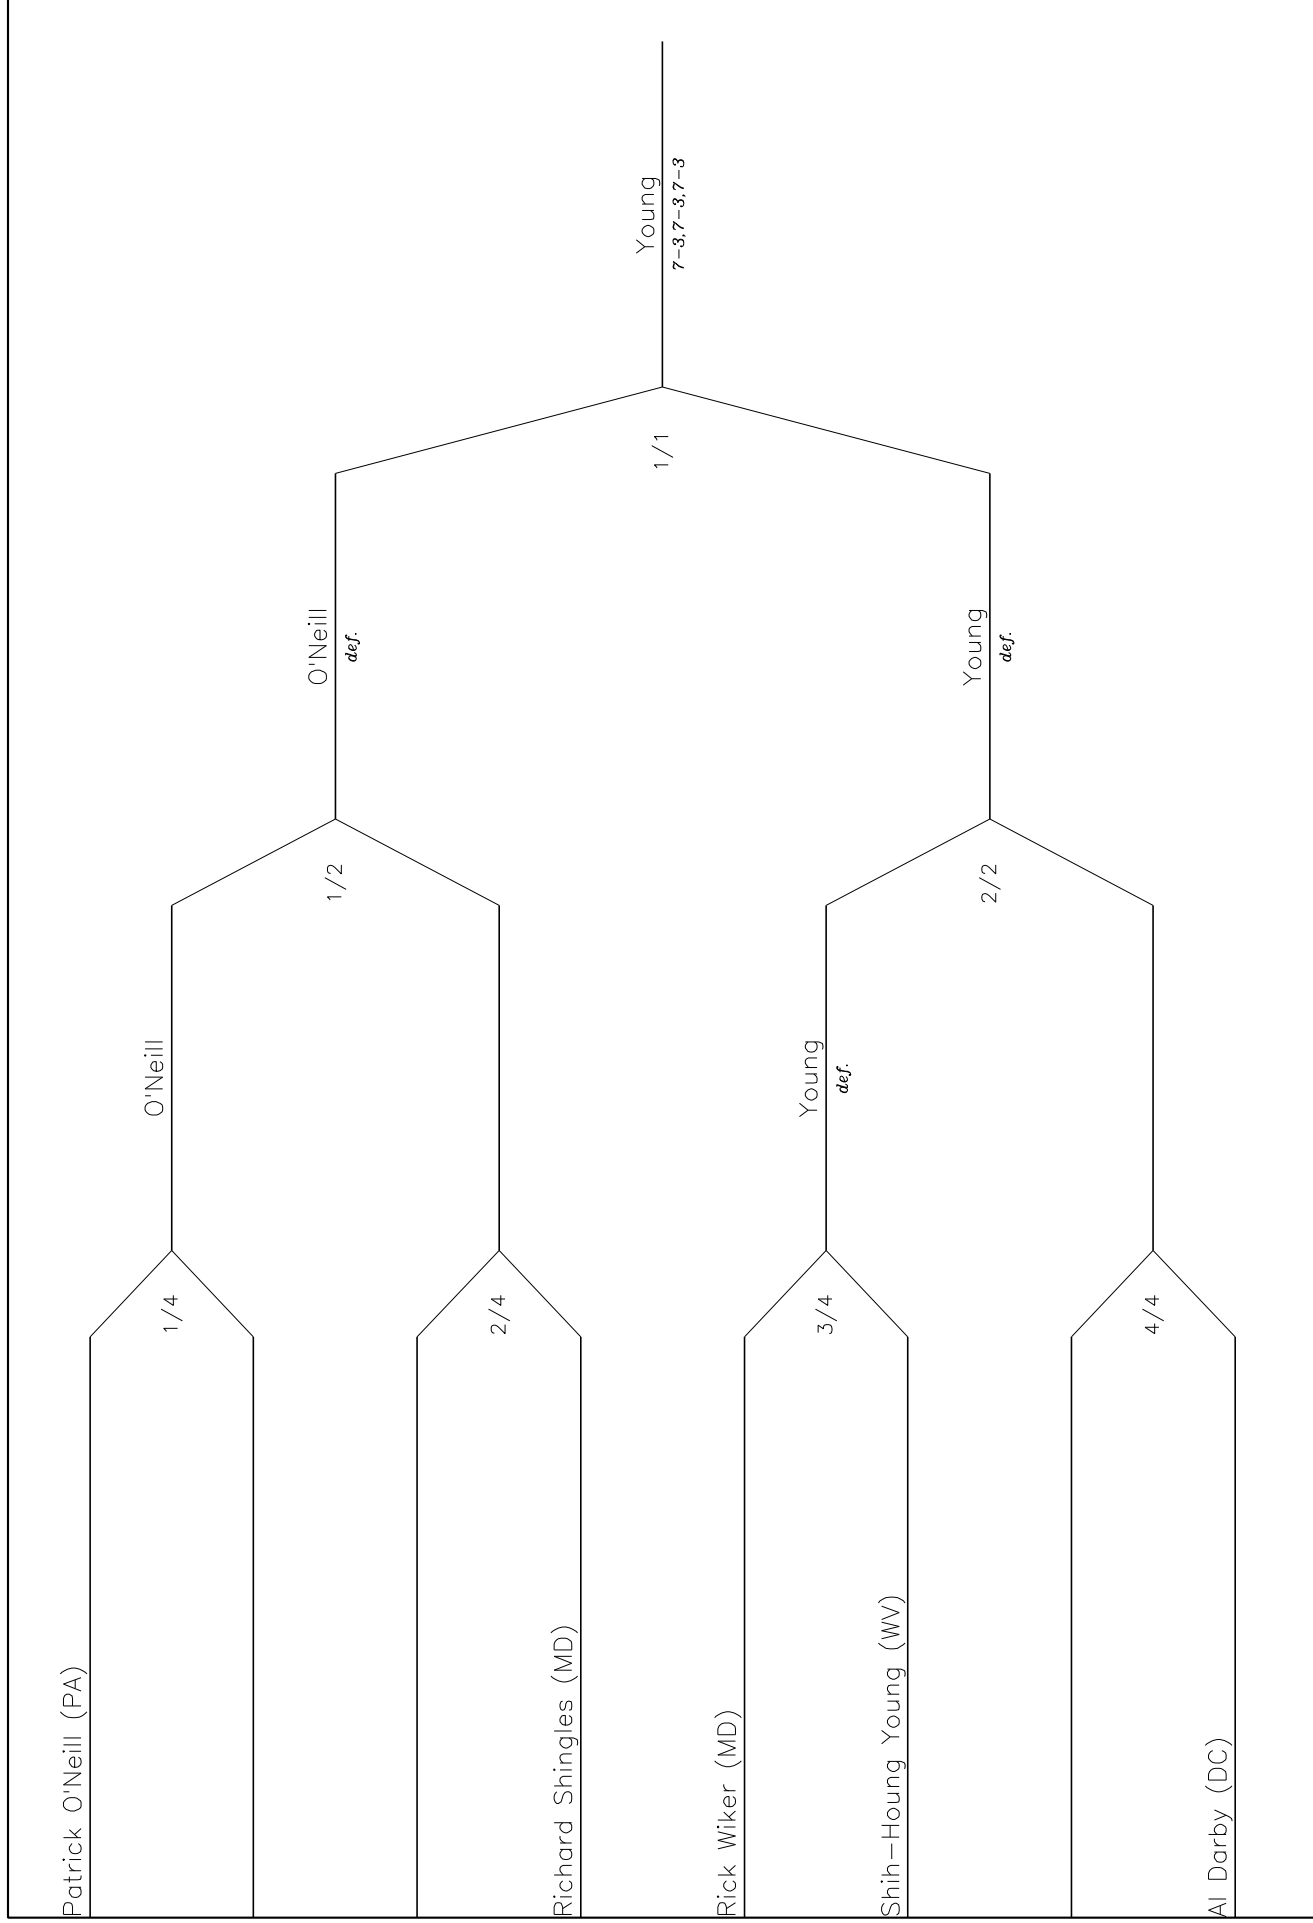 Patrick O'Neill (PA)
Richard Shingles (MD)
Rick Wiker (MD)
Shih-Houng Young (WV)
Al Darby (DC)
1/4
2/4
3/4
4/4
O'Neill
Young
def.
1/2
2/2
O'Neill
def.
Young
def.
1/1
Young
7-3,7-3,7-3